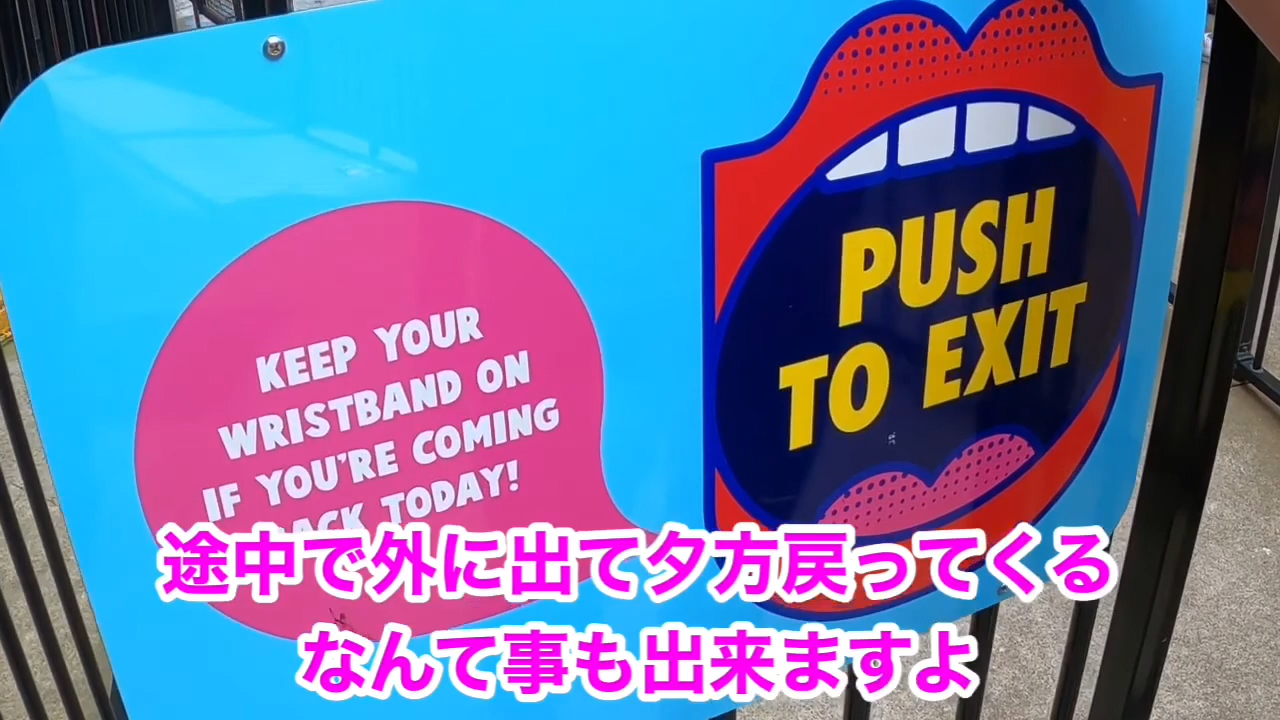 KEEP YOUR
WRISTBAND ON
IF YOU'RE COMING
BACK TODAY!
PUSH
TO EXIT
途中で外に出て夕方戻ってくる
なんて事も出来ますよ